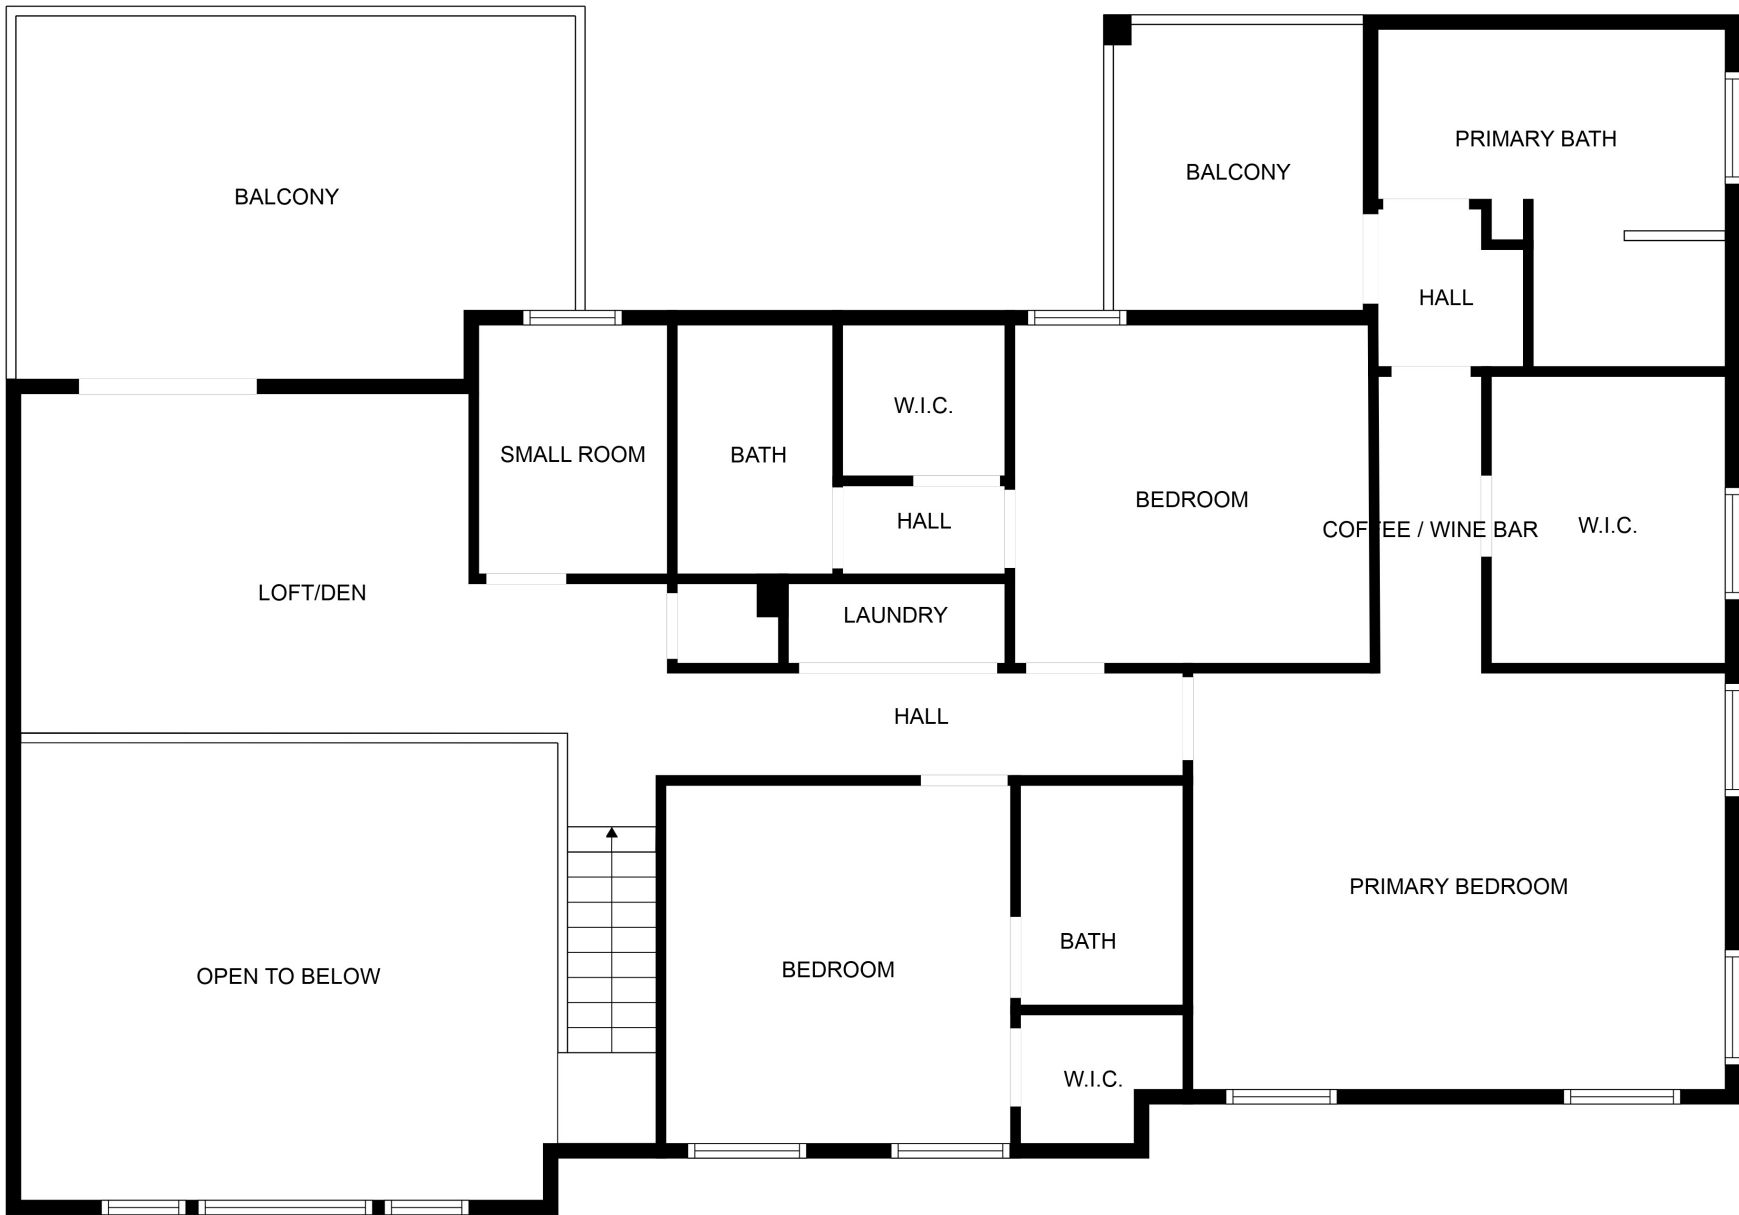 PRIMARY BATH
BALCONY
BALCONY
HALL
W.I.C.
SMALL ROOM
BATH
BEDROOM
HALL
COFFEE / WINE BAR
W.I.C.
LOFT/DEN
LAUNDRY
HALL
PRIMARY BEDROOM
BATH
BEDROOM
OPEN TO BELOW
W.I.C.